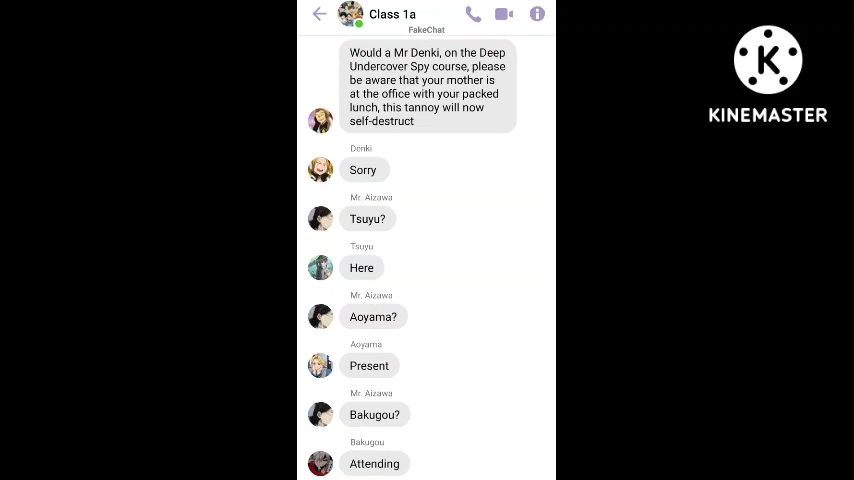 Class 1a
FakeChat
Would a Mr Denki, on the Deep
Undercover Spy course, please
be aware that your mother is
at the office with your packed
lunch, this tannoy will now
self-destruct
Denki
Sorry
Mr. Aizawa
Tsuyu?
Tsuyu
Here
Mr. Aizawa
Aoyama?
Aoyama
Present
Mr. Aizawa
Bakugou?
Bakugou
Attending
K
KINEMASTER